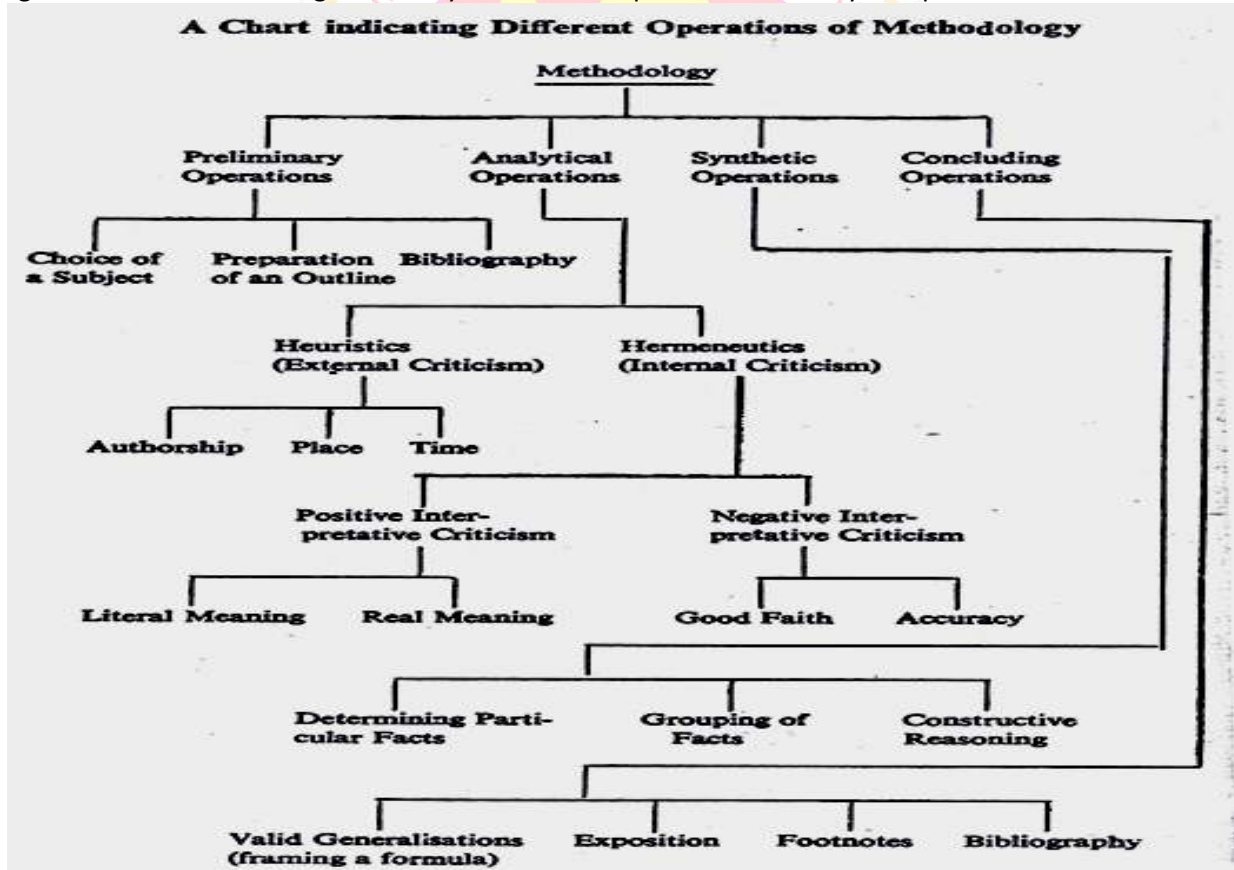 A Chart indicating Different Operations of Methodology
Methodology
Preliminary Operations
Analytical Operations
Synthetic Operations
Concluding Operations
Choice of a Subject
Preparation of an Outline
Bibliography
Heuristics
(External Criticism)
Hermeneutics
(Internal Criticism)
Authorship
Place
Time
Positive Inter-
pretative Criticism
Negative Inter-
pretative Criticism
Literal Meaning
Real Meaning
Good Faith
Accuracy
Determining Parti-
cular Facts
Grouping of
Facts
Constructive
Reasoning
Valid Generalisations
(framing a formula)
Exposition
Footnotes
Bibliography